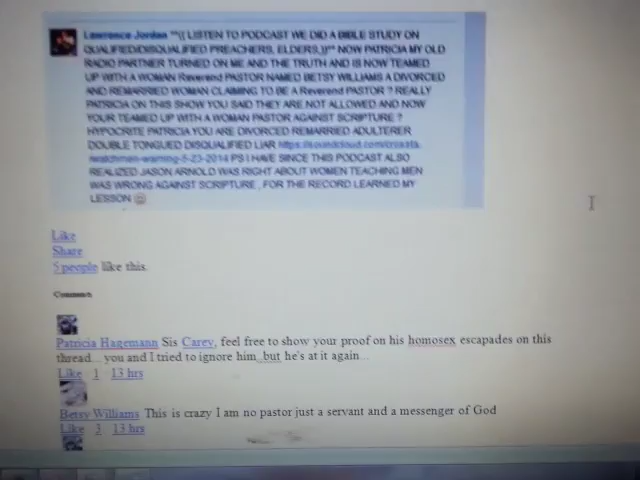 Lawrence Jordan **(( LISTEN TO PODCAST WE DID A BIBLE STUDY ON
QUALIFIED/DISQUALIFIED PREACHERS, ELDERS,))** NOW PATRICIA MY OLD
RADIO PARTNER TURNED ON ME AND THE TRUTH AND IS NOW TEAMED
UP WITH A WOMAN Reverend PASTOR NAMED BETSY WILLIAMS A DIVORCED
AND REMARRIED WOMAN CLAIMING TO BE A Reverend PASTOR ? REALLY
PATRICIA ON THIS SHOW YOU SAID THEY ARE NOT ALLOWED AND NOW
YOUR TEAMED UP WITH A WOMAN PASTOR AGAINST SCRIPTURE ?
HYPOCRITE PATRICIA YOU ARE DIVORCED REMARRIED ADULTERER
DOUBLE TONGUED DISQUALIFIED LIAR
PS I HAVE SINCE THIS PODCAST ALSO
REALIZED JASON ARNOLD WAS RIGHT ABOUT WOMEN TEACHING MEN
WAS WRONG AGAINST SCRIPTURE , FOR THE RECORD LEARNED MY
LESSON
Like
Share
5 people like this.
Comments
Patricia Hagemann Sis Carey, feel free to show your proof on his homosex escapades on this
thread... you and I tried to ignore him..but he's at it again...
Like 1 13 hrs
Betsy Williams This is crazy I am no pastor just a servant and a messenger of God
Like 3 13 hrs